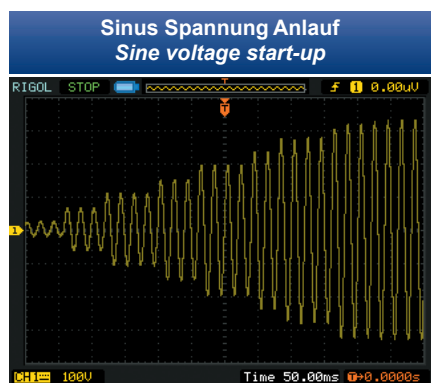 Sinus Spannung Anlauf
Sine voltage start-up
RIGOL STOP T f 1 0.00uV
T
1
CH1 100V Time 50.00ms T→0.0000s